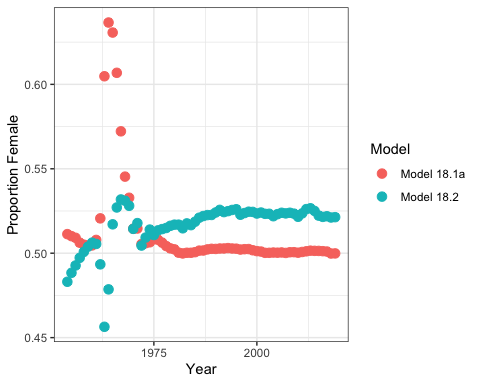 Proportion Female
0.60
0.55
0.50
0.45
1975
2000
Year
Model
Model 18.1a
Model 18.2